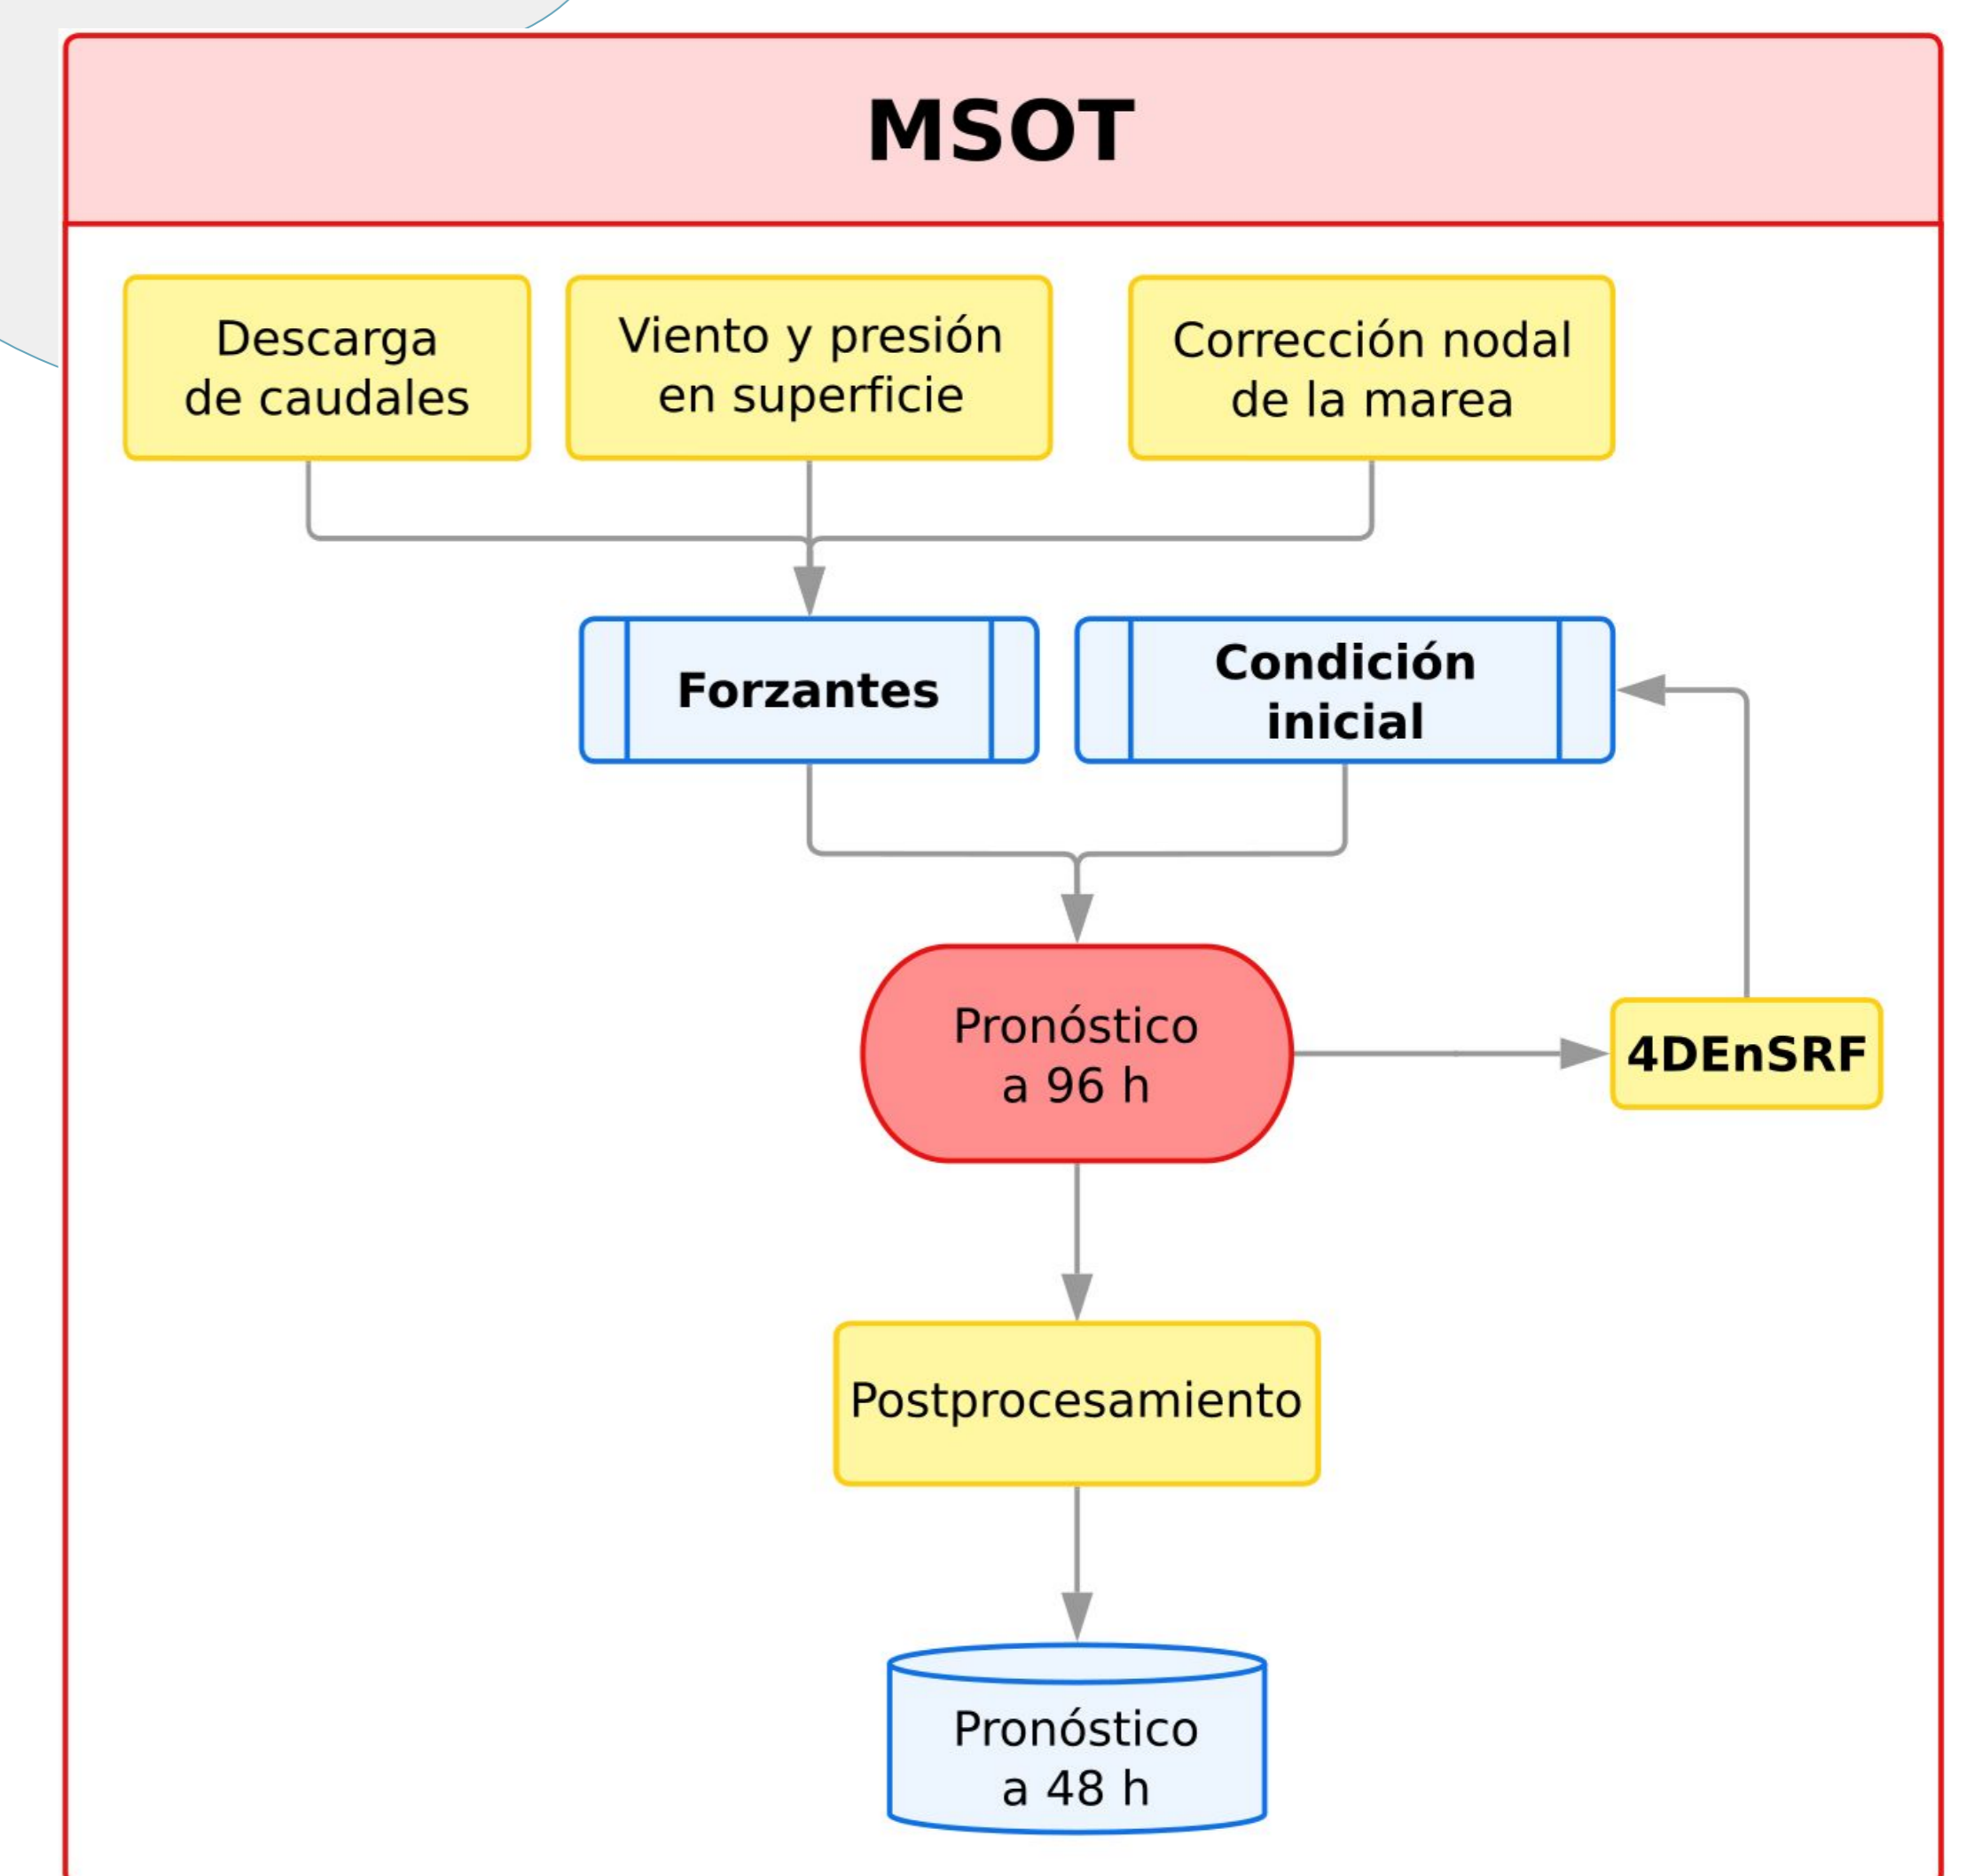 MSOT
Descarga
de caudales
Viento y presión
en superficie
Corrección nodal
de la marea
Forzantes
Condición
inicial
Pronóstico
a 96 h
4DEnSRF
Postprocesamiento
Pronóstico
a 48 h